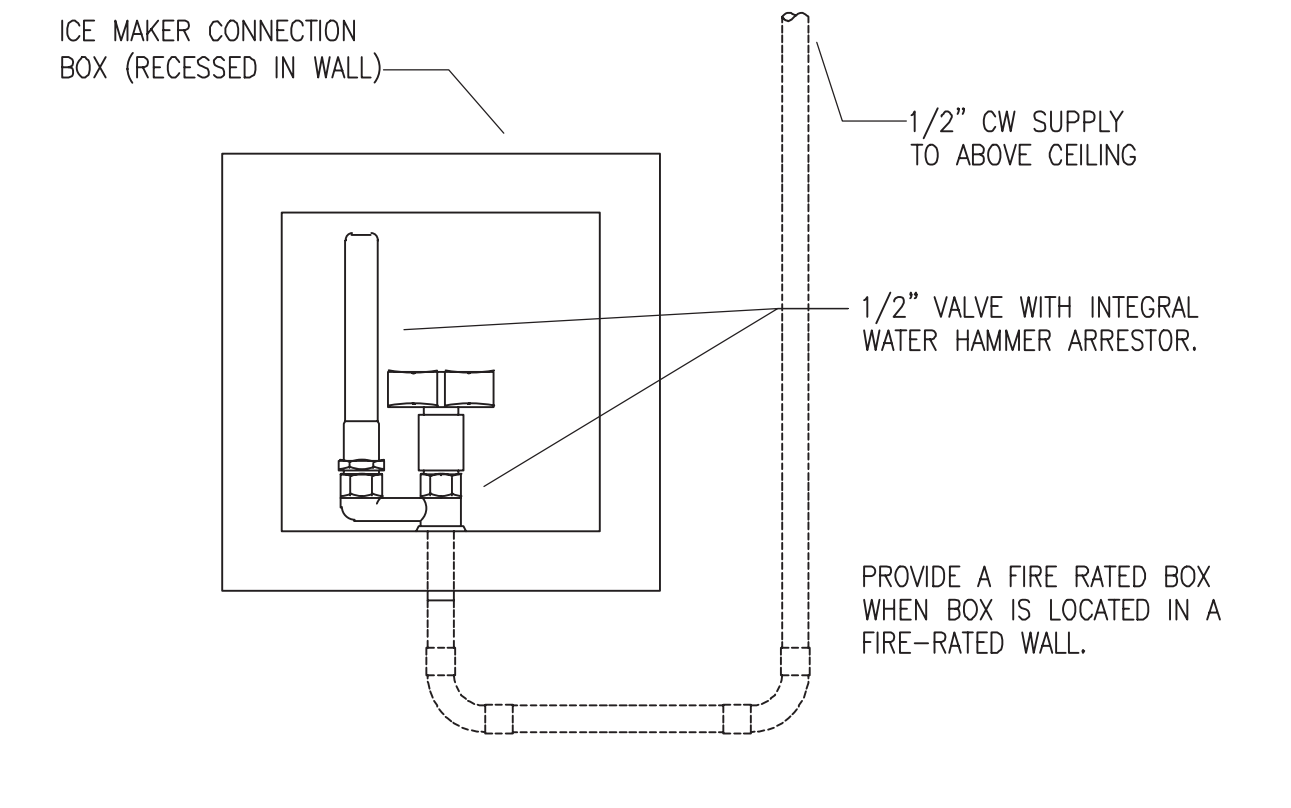 ICE MAKER CONNECTION
BOX (RECESSED IN WALL)
1/2" CW SUPPLY
TO ABOVE CEILING
1/2" VALVE WITH INTEGRAL
WATER HAMMER ARRESTOR.
PROVIDE A FIRE RATED BOX
WHEN BOX IS LOCATED IN A
FIRE-RATED WALL.